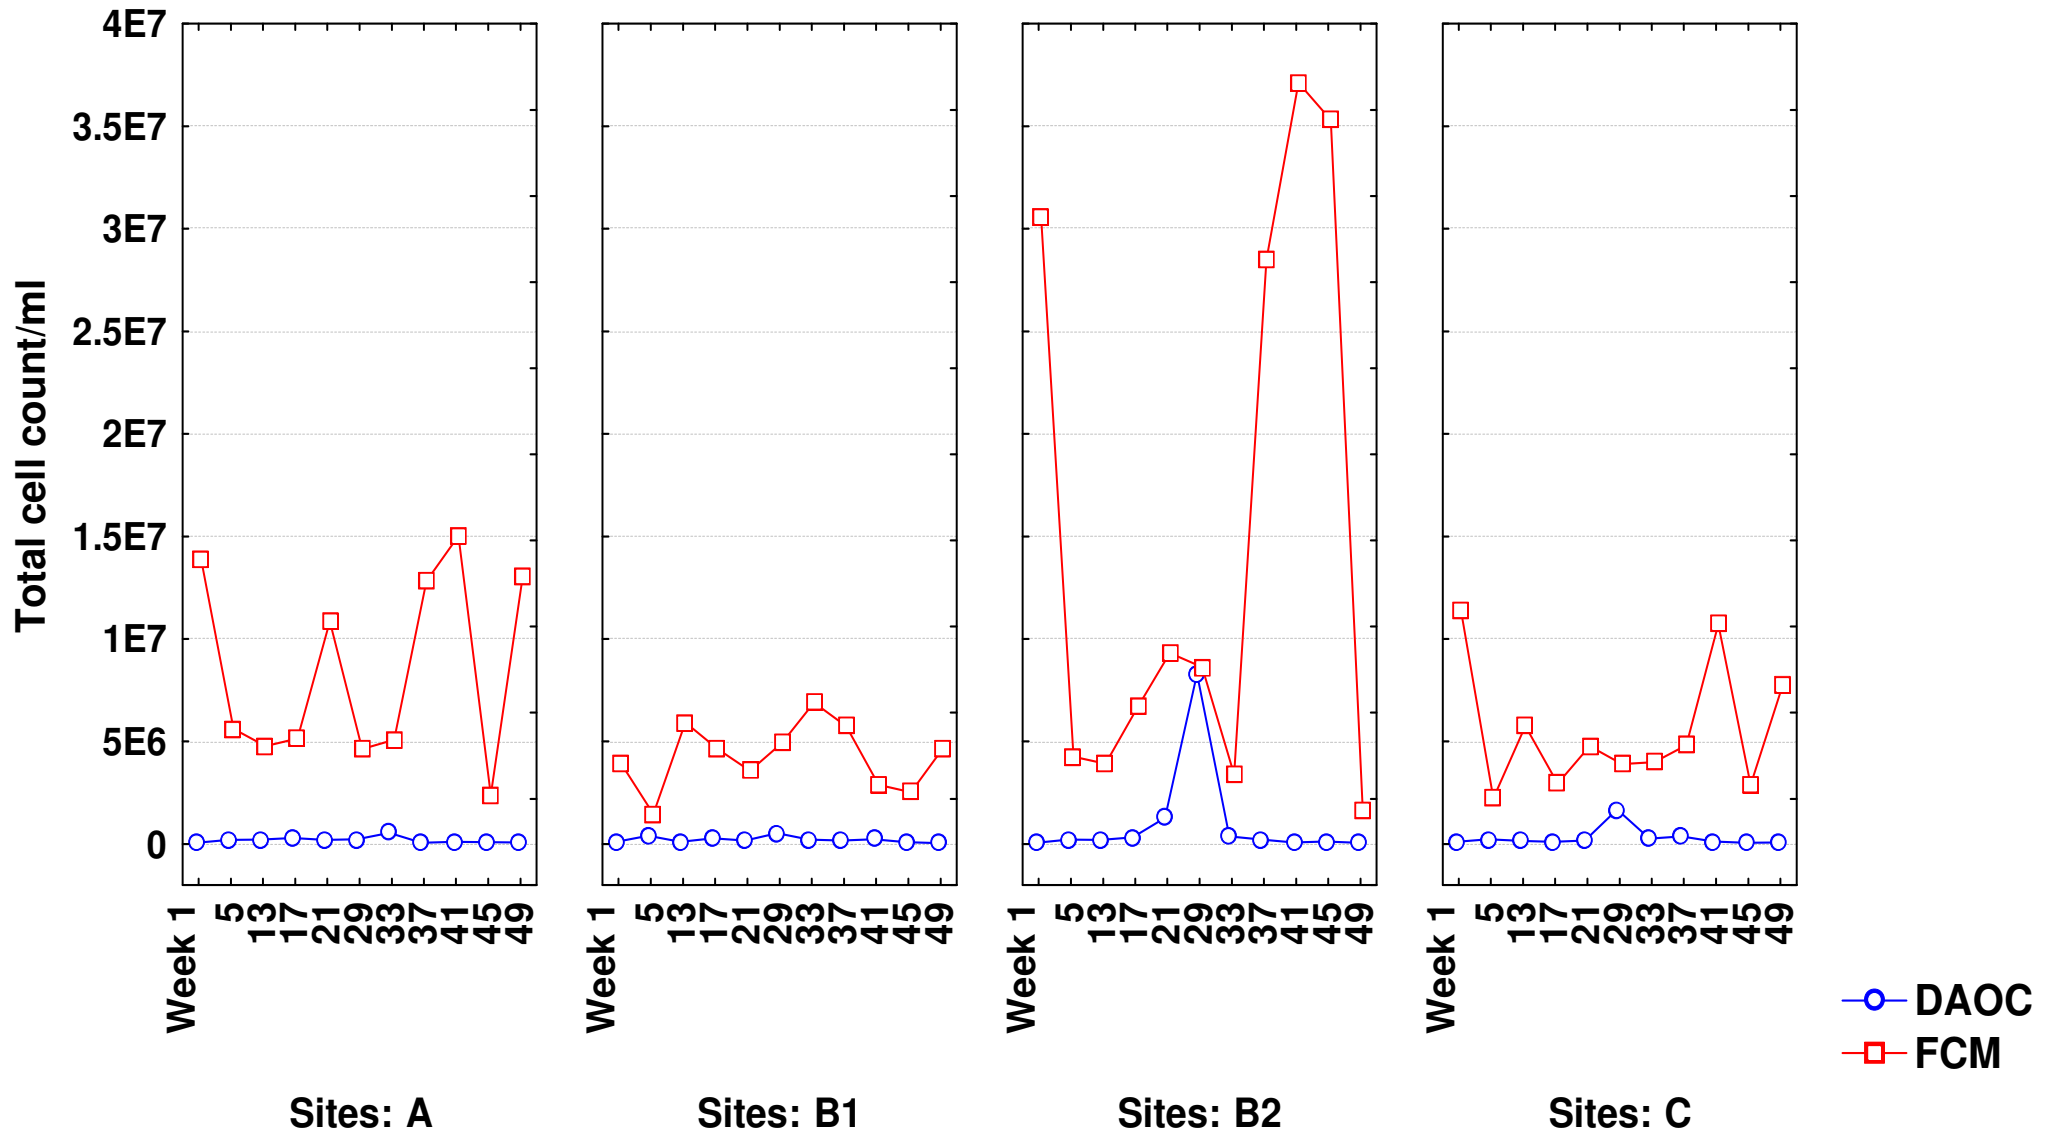 Total cell count/ml
4E7
3.5E7
3E7
2.5E7
2E7
1.5E7
1E7
5E6
0
Week 1
5
13
17
21
29
33
37
41
45
49
Week 1
5
13
17
21
29
33
37
41
45
49
Week 1
5
13
17
21
29
33
37
41
45
49
Week 1
5
13
17
21
29
33
37
41
45
49
DAOC
FCM
Sites: A
Sites: B1
Sites: B2
Sites: C